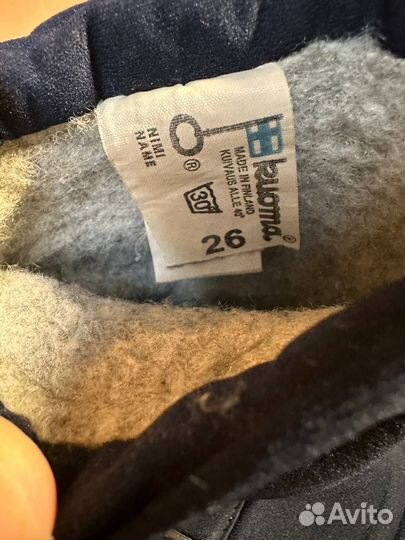 NIMI
NAME
®
30°
26
Kuoma®
MADE IN FINLAND
KUIVAUS ALLE 40°
Avito